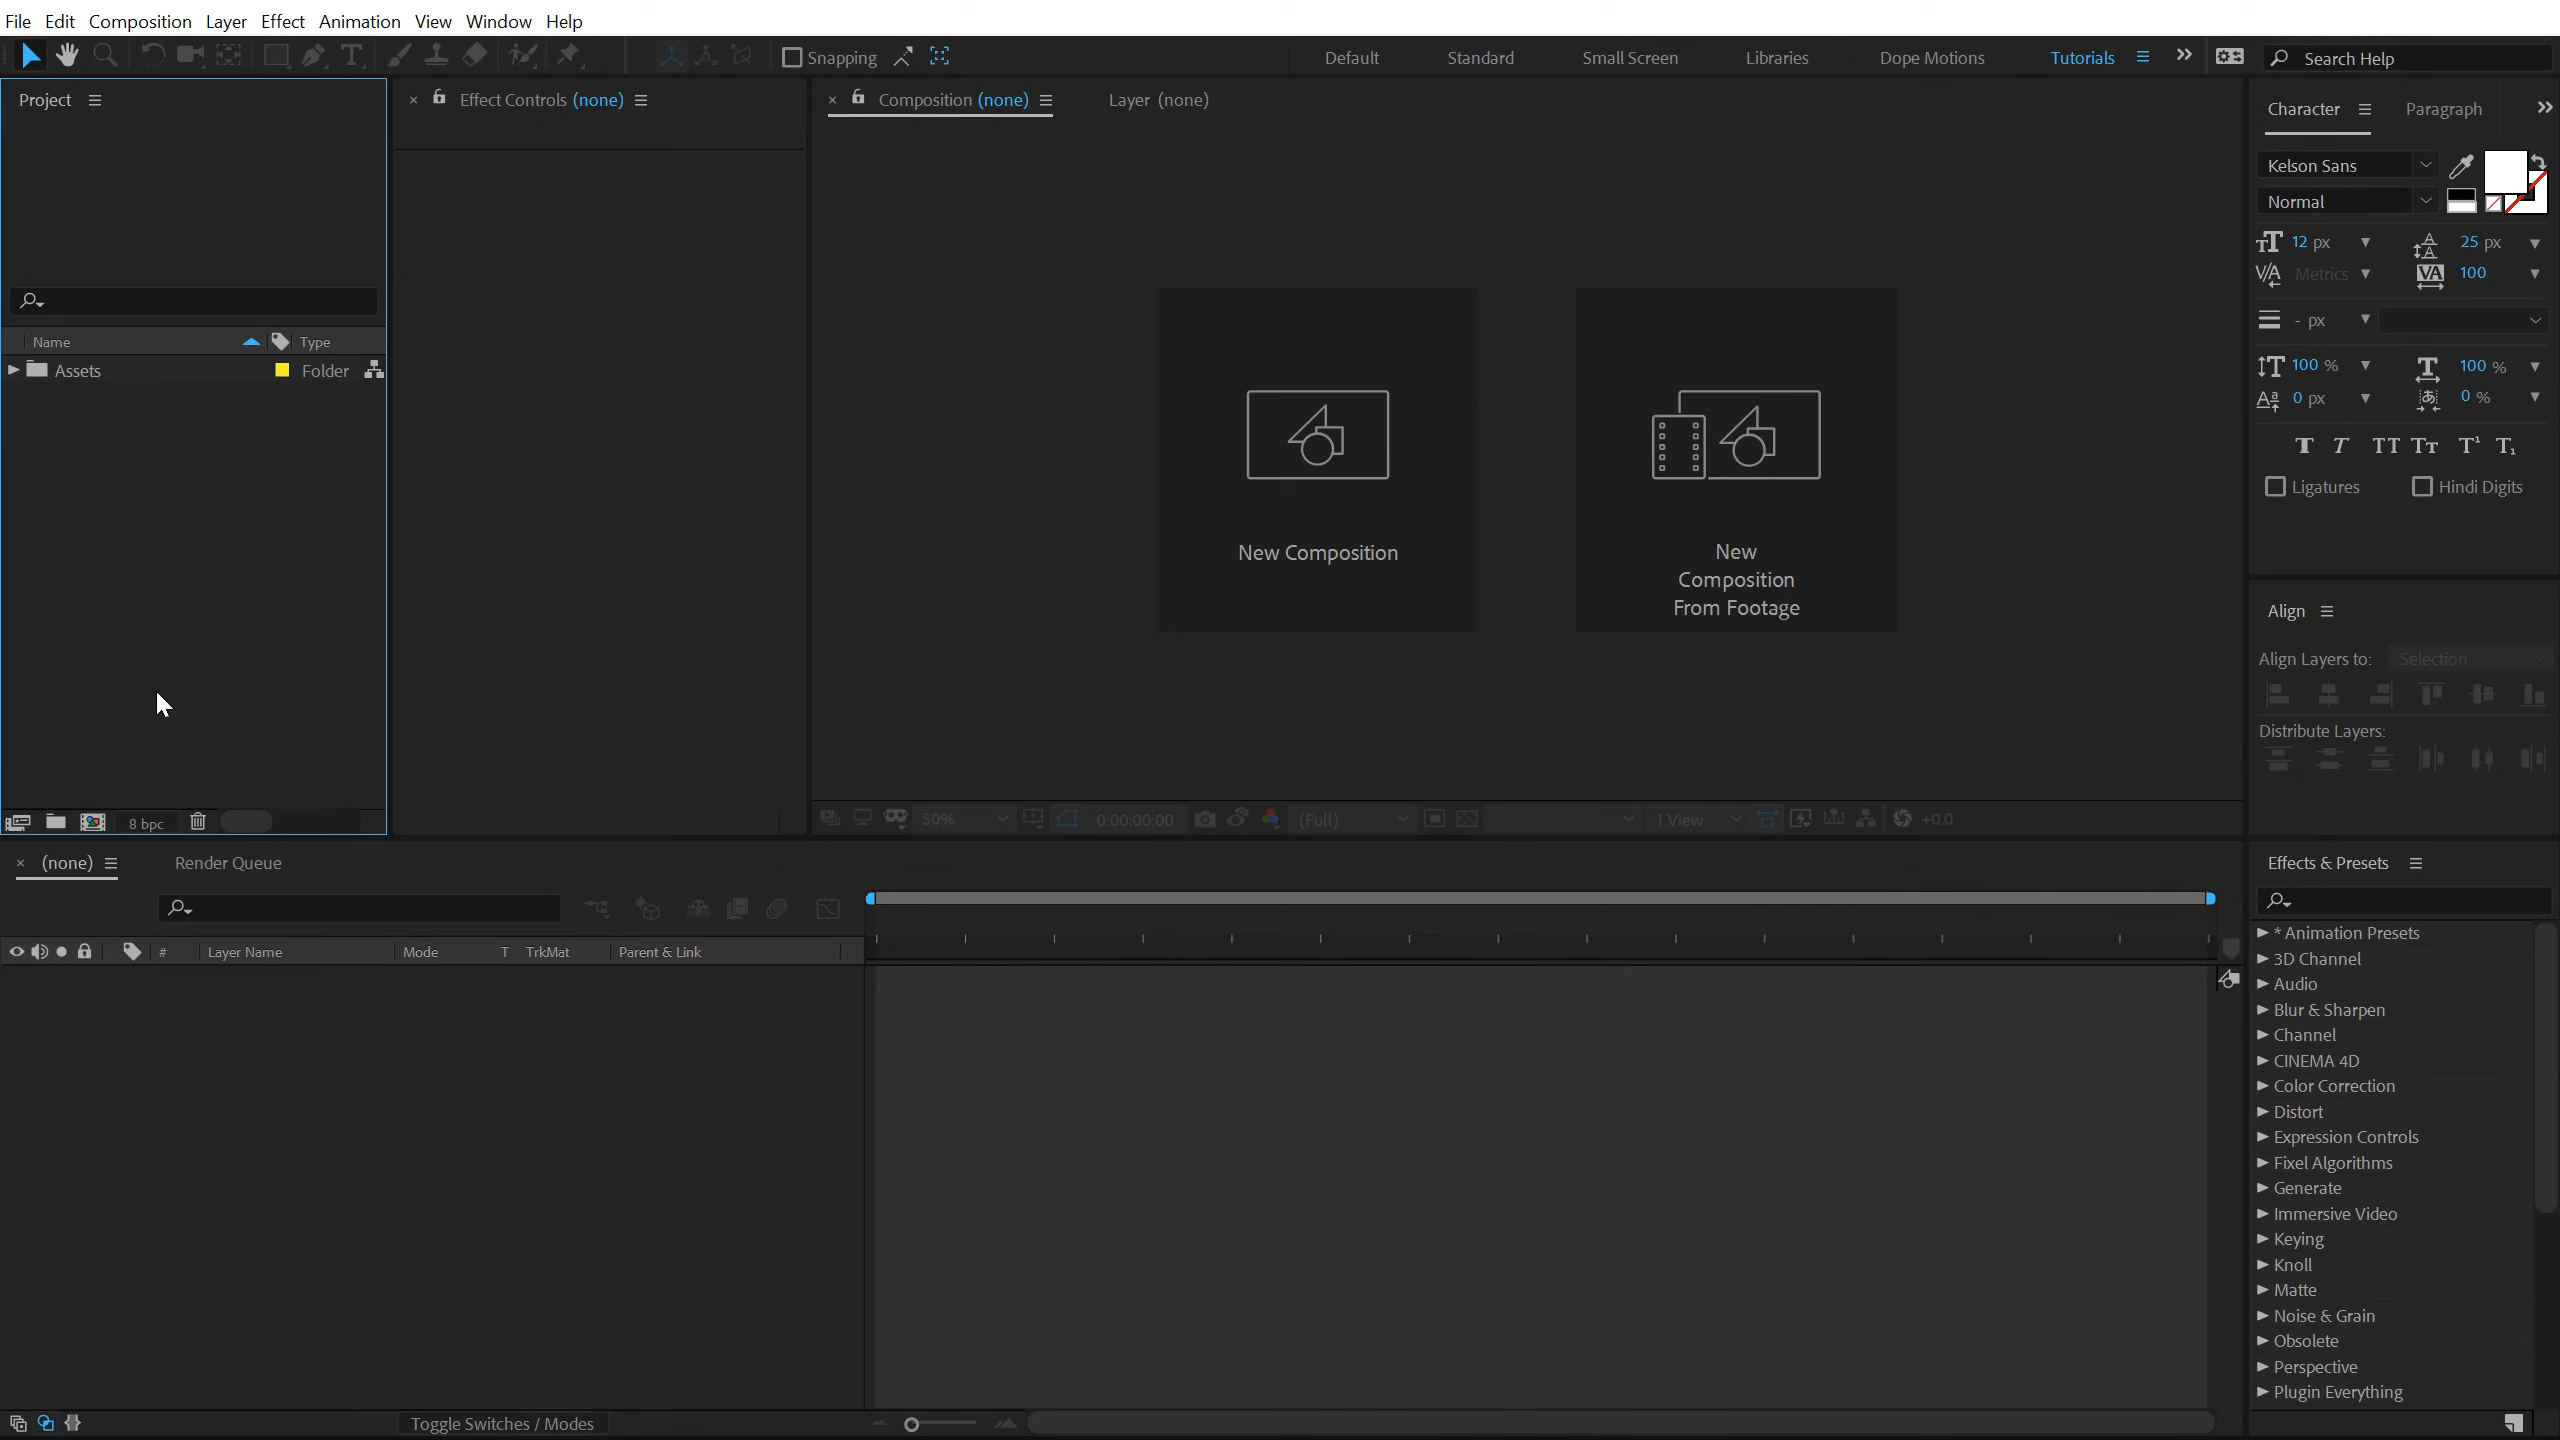 File Edit Composition Layer Effect Animation View Window Help
Snapping
Default Standard Small Screen Libraries Dope Motions Tutorials
Search Help
Project
Effect Controls (none)
Composition (none)
Layer (none)
Name Type
Assets Folder
8 bpc
New Composition
New
Composition
From Footage
50% 0:00:00:00 (Full) 1 View +0.0
Character Paragraph
Kelson Sans
Normal
12 px 25 px
Metrics 100
- px
100 % 100 %
0 px 0 %
Ligatures Hindi Digits
Align
Align Layers to: Selection
Distribute Layers:
(none) Render Queue
# Layer Name Mode T TrkMat Parent & Link
Toggle Switches / Modes
Effects & Presets
* Animation Presets
3D Channel
Audio
Blur & Sharpen
Channel
CINEMA 4D
Color Correction
Distort
Expression Controls
Fixel Algorithms
Generate
Immersive Video
Keying
Knoll
Matte
Noise & Grain
Obsolete
Perspective
Plugin Everything